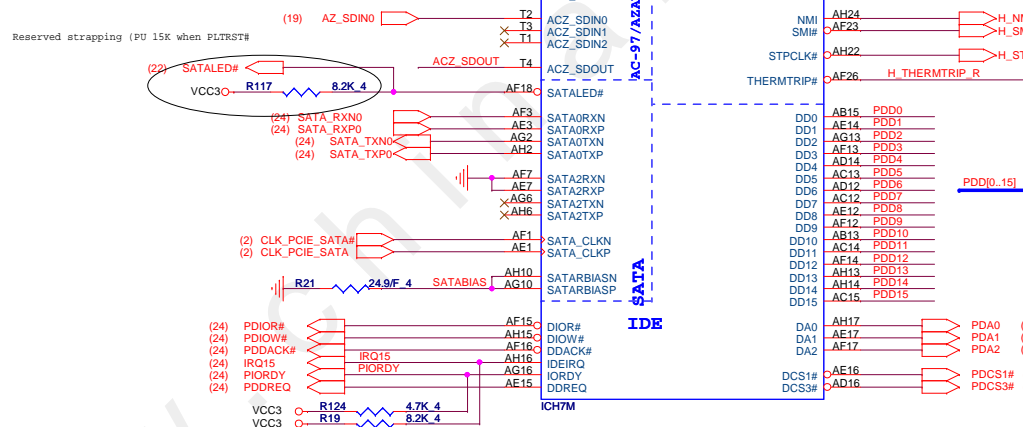 (19) AZ_SDIN0 T2 ACZ_SDIN0 AC-97/AZA AH24 NMI
T3 ACZ_SDIN1 AF23 SMI#
Reserved strapping (PU 15K when PLTRST#
T1 ACZ_SDIN2
AH22 STPCLK#
ACZ_SDOUT T4 ACZ_SDOUT
(22) SATALED#
THERMTRIP# AF26 H_THERMTRIP_R
VCC3 R117 8.2K_4 AF18 SATALED#
(24) SATA_RXN0 AF3 SATA0RXN DD0 AB15 PDD0
(24) SATA_RXP0 AE3 SATA0RXP DD1 AE14 PDD1
(24) SATA_TXN0 AG2 SATA0TXN DD2 AG13 PDD2
(24) SATA_TXP0 AH2 SATA0TXP DD3 AF13 PDD3
DD4 AD14 PDD4
AF7 SATA2RXN DD5 AC13 PDD5
AE7 SATA2RXP DD6 AD12 PDD6 PDD[0..15]
AG6 SATA2TXN DD7 AC12 PDD7
AH6 SATA2TXP DD8 AE12 PDD8
DD9 AF12 PDD9
(2) CLK_PCIE_SATA# AF1 SATA_CLKN DD10 AB13 PDD10
(2) CLK_PCIE_SATA AE1 SATA_CLKP DD11 AC14 PDD11
DD12 AF14 PDD12
AH10 SATARBIASN DD13 AH13 PDD13
R21 24.9/F_4 SATABIAS AG10 SATARBIASP DD14 AH14 PDD14
DD15 AC15 PDD15
SATA
IDE
(24) PDIOR# AF15 DIOR# DA0 AH17 PDA0
(24) PDIOW# AH15 DIOW# DA1 AE17 PDA1
(24) PDDACK# AF16 DDACK# DA2 AF17 PDA2
(24) IRQ15 IRQ15 AH16 IDEIRQ
(24) PIORDY PIORDY AG16 IORDY DCS1# AE16 PDCS1#
(24) PDDREQ AE15 DDREQ DCS3# AD16 PDCS3#
ICH7M
VCC3 R124 4.7K_4
VCC3 R19 8.2K_4